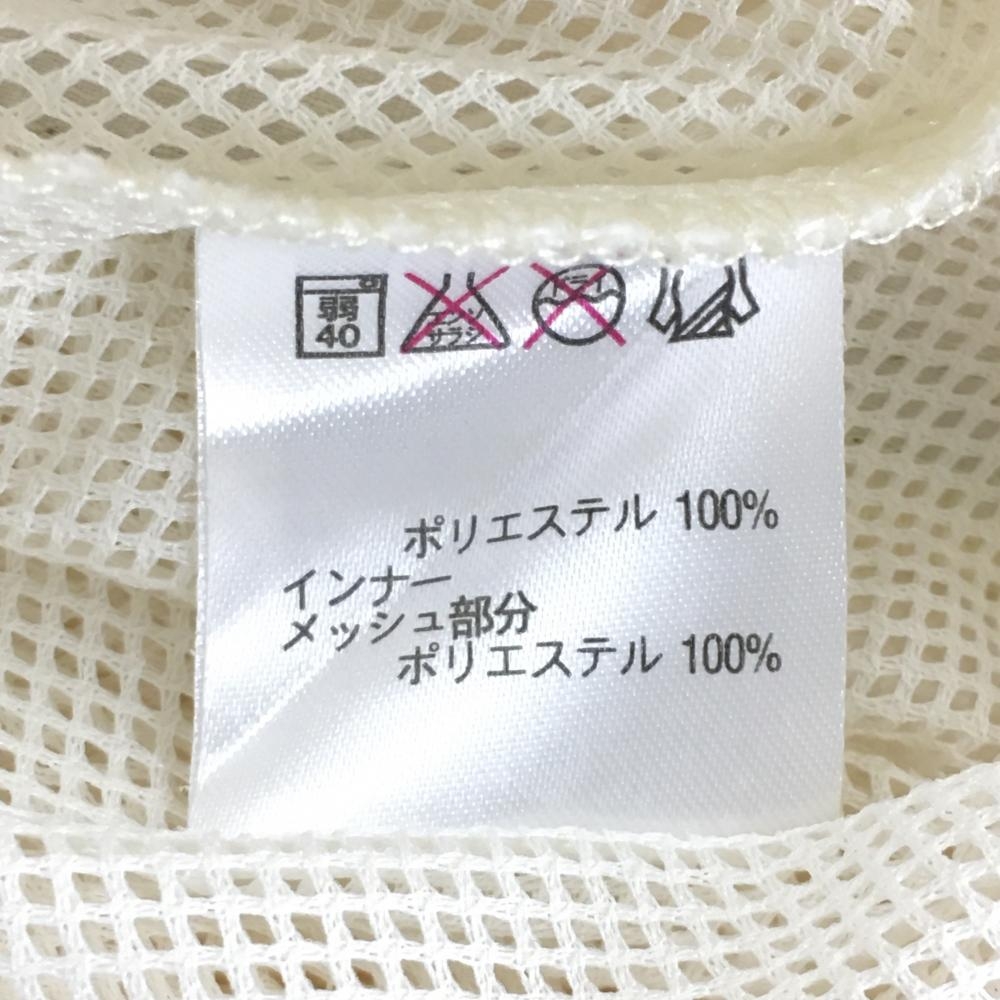 弱
40
エンソ
サラシ
ドライ
ポリエステル 100%
インナー
メッシュ部分
ポリエステル 100%